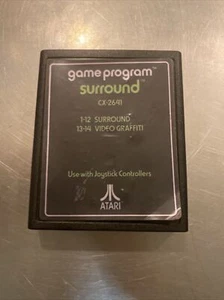 game program™
surround™
CX-2641
1-12 SURROUND
13-14 VIDEO GRAFFITI
Use with Joystick Controllers
ATARI